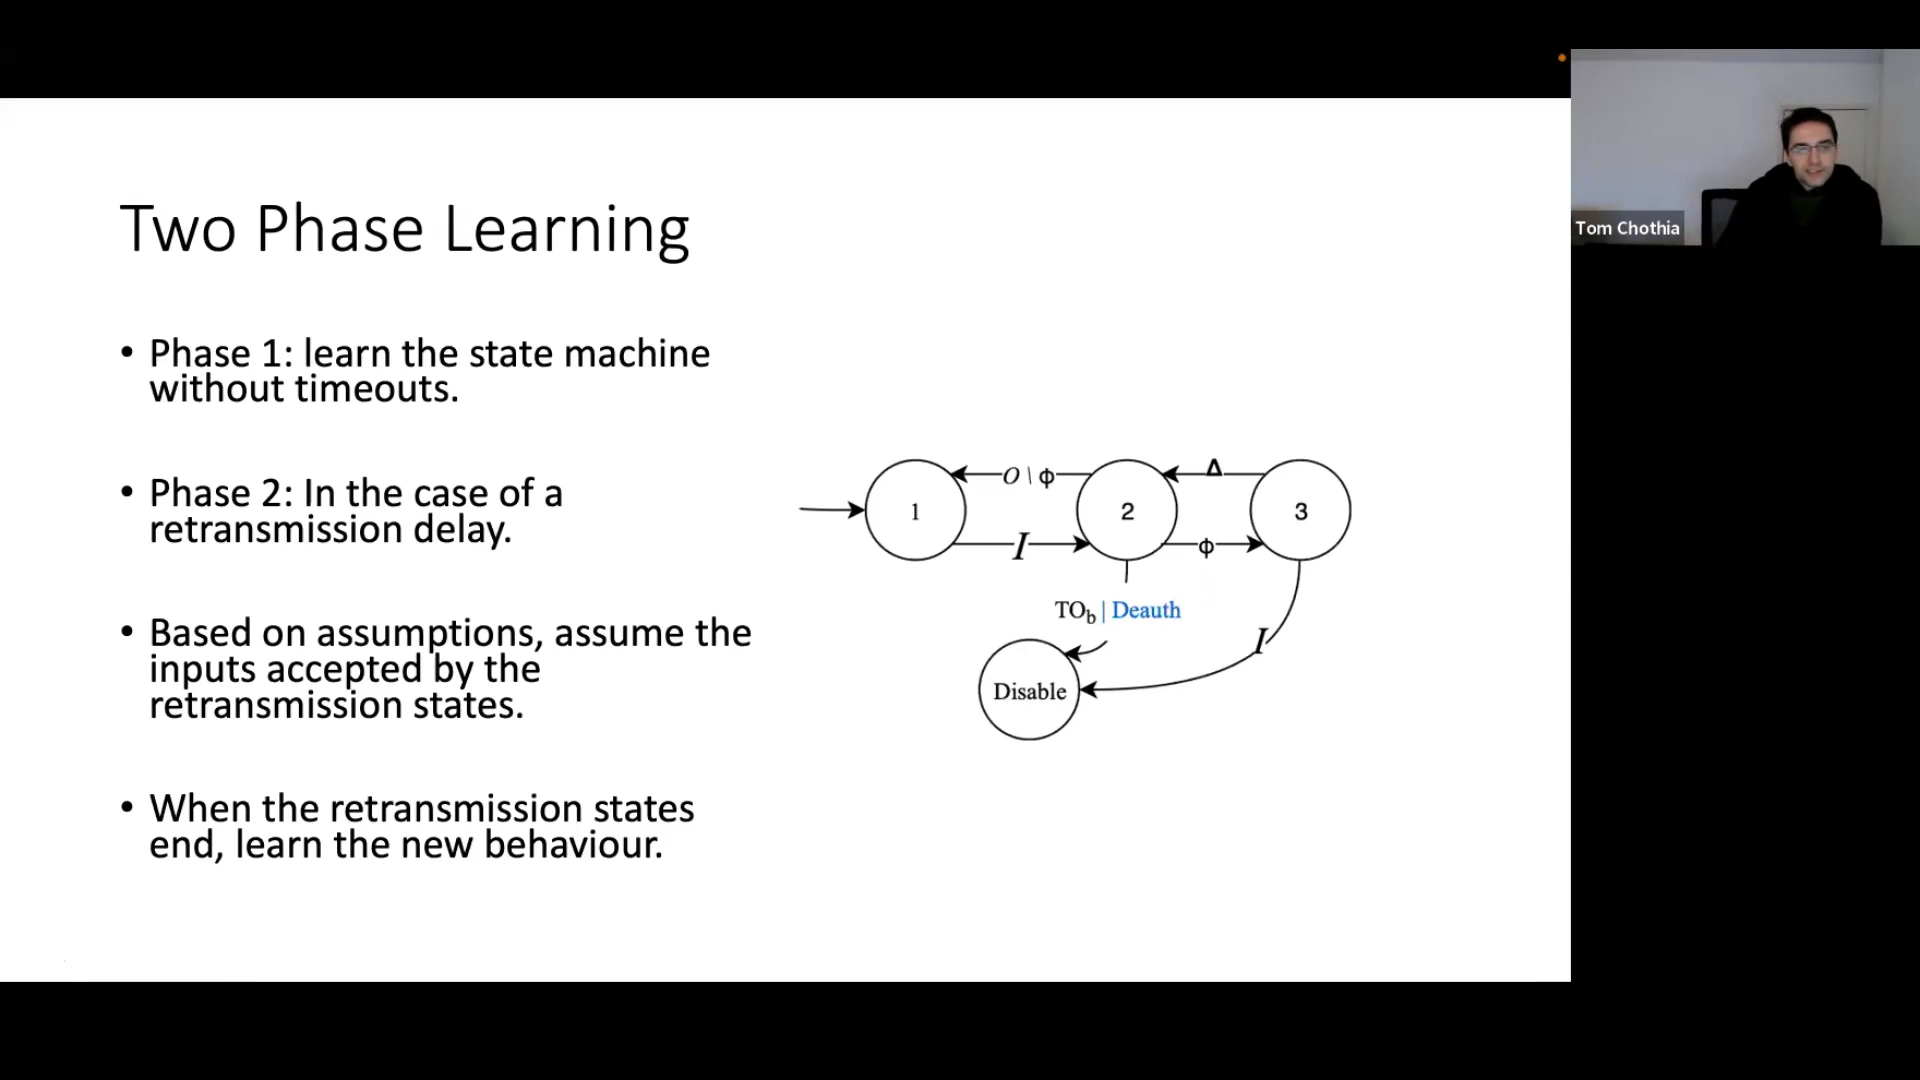 Two Phase Learning
• Phase 1: learn the state machine
without timeouts.
• Phase 2: In the case of a
retransmission delay.
• Based on assumptions, assume the
inputs accepted by the
retransmission states.
• When the retransmission states
end, learn the new behaviour.
O \ ϕ
Δ
1
2
3
I
ϕ
TOb | Deauth
I
Disable
Tom Chothia